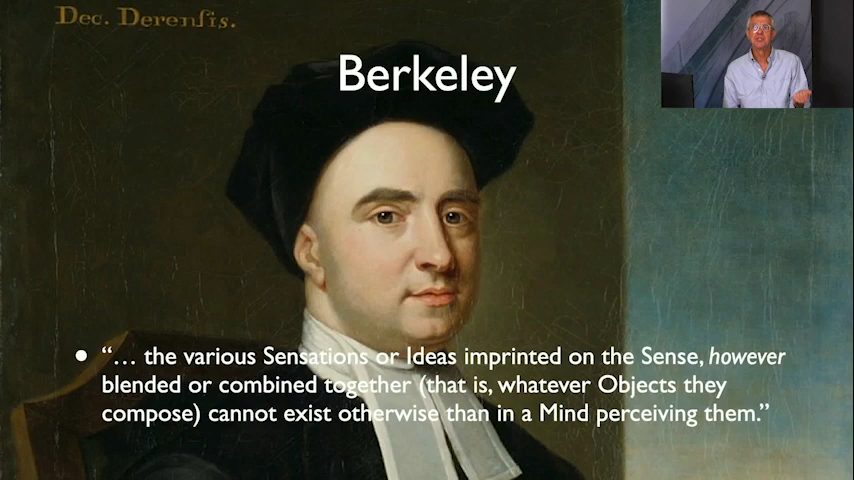 Dec. Derenſis.
Berkeley
• “… the various Sensations or Ideas imprinted on the Sense, however
blended or combined together (that is, whatever Objects they
compose) cannot exist otherwise than in a Mind perceiving them.”